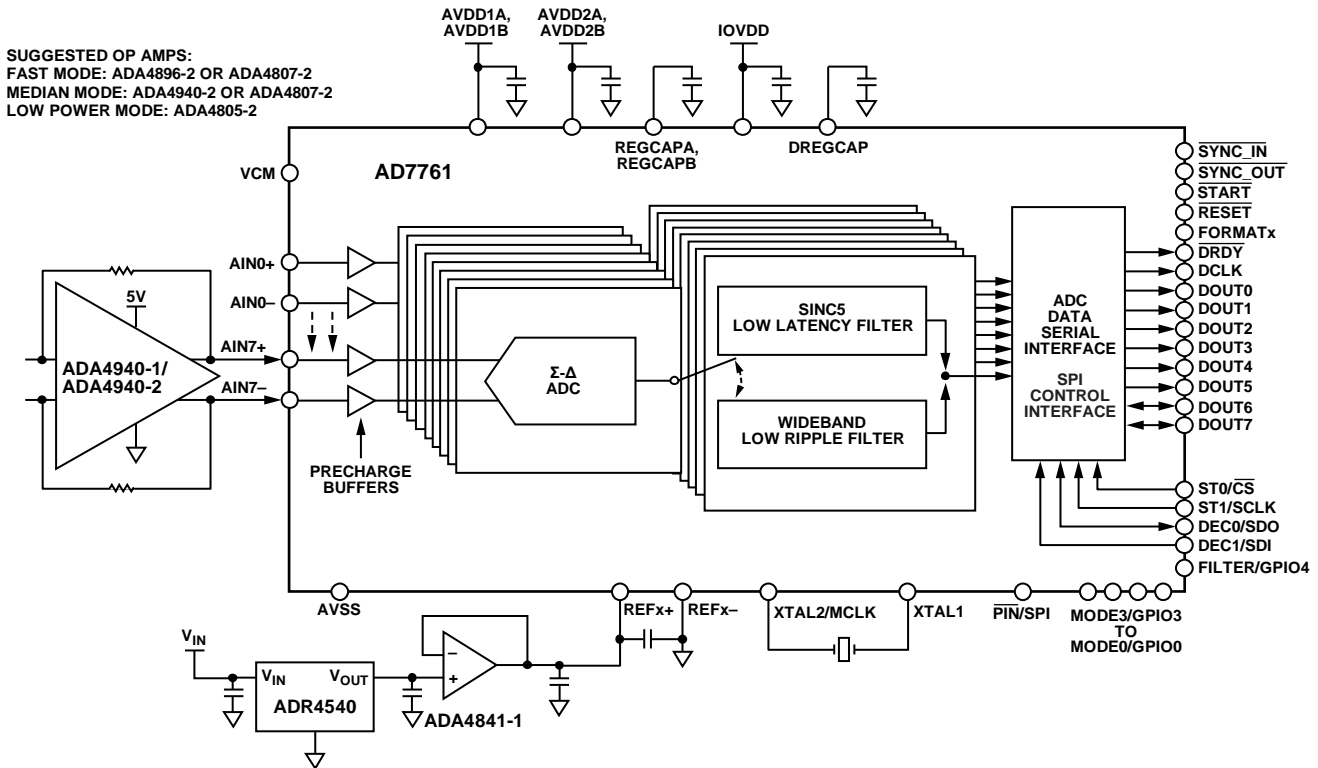 SUGGESTED OP AMPS:
FAST MODE: ADA4896-2 OR ADA4807-2
MEDIAN MODE: ADA4940-2 OR ADA4807-2
LOW POWER MODE: ADA4805-2
AVDD1A,
AVDD1B
AVDD2A,
AVDD2B
IOVDD
REGCAPA,
REGCAPB
DREGCAP
VCM
AD7761
AIN0+
AIN0–
AIN7+
AIN7–
5V
ADA4940-1/
ADA4940-2
PRECHARGE
BUFFERS
Σ-Δ
ADC
SINC5
LOW LATENCY FILTER
WIDEBAND
LOW RIPPLE FILTER
ADC
DATA
SERIAL
INTERFACE
SPI
CONTROL
INTERFACE
SYNC_IN
SYNC_OUT
START
RESET
FORMATx
DRDY
DCLK
DOUT0
DOUT1
DOUT2
DOUT3
DOUT4
DOUT5
DOUT6
DOUT7
ST0/CS
ST1/SCLK
DEC0/SDO
DEC1/SDI
FILTER/GPIO4
AVSS
REFx+
REFx–
XTAL2/MCLK
XTAL1
PIN/SPI
MODE3/GPIO3
TO
MODE0/GPIO0
VIN
VIN
VOUT
ADR4540
–
+
ADA4841-1